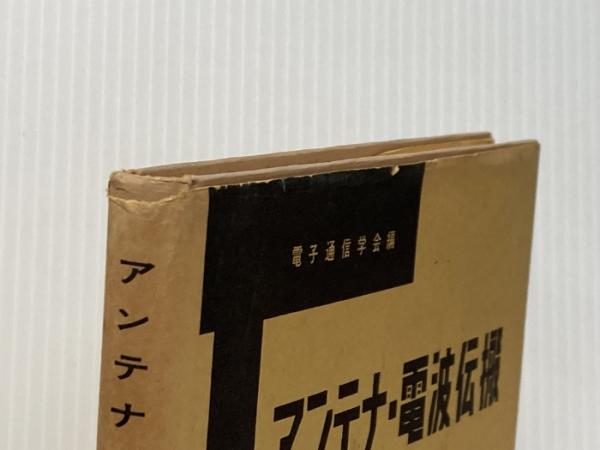 電子通信学会編
アンテナ・電波伝搬
アンテナ